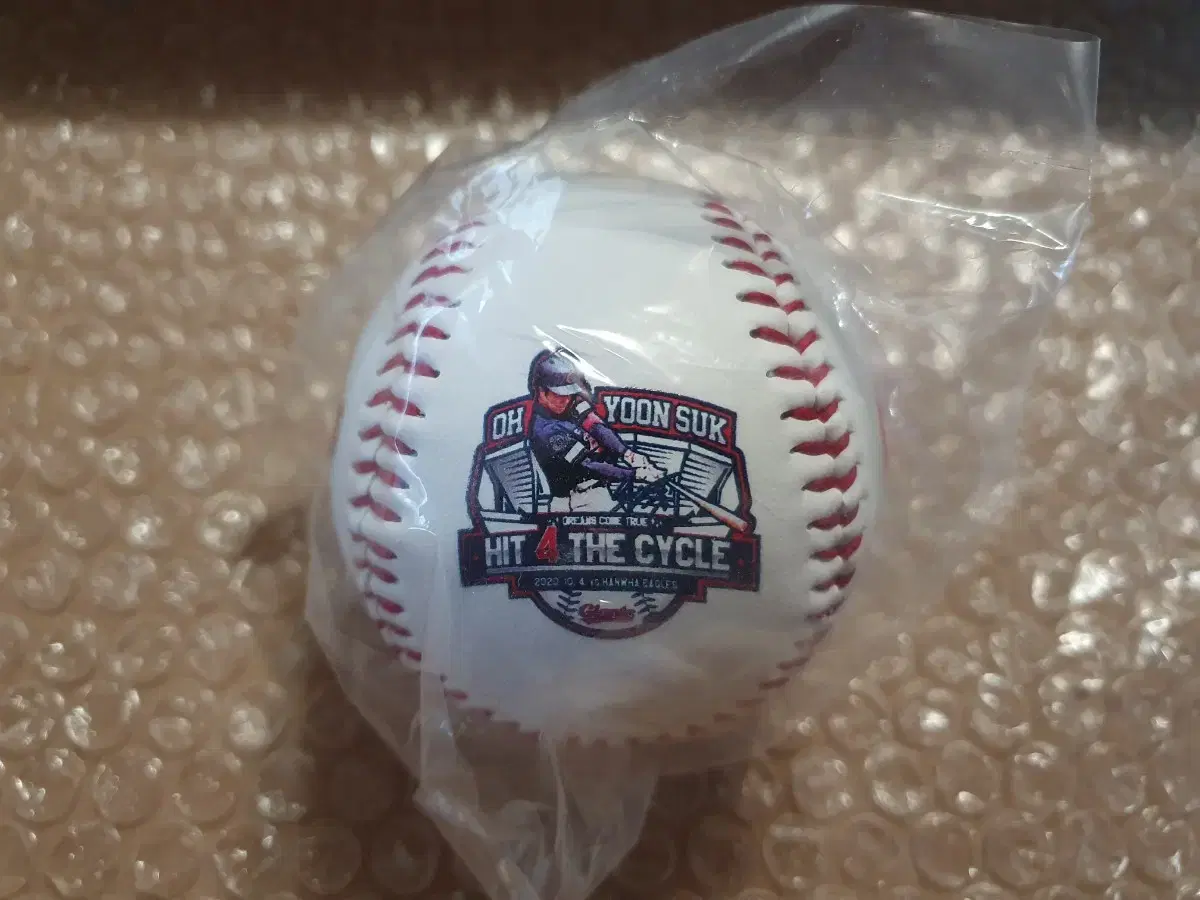 OH YOON SUK
DREAMS COME TRUE
HIT 4 THE CYCLE
2020. 10. 4. vs HANWHA EAGLES
Giants